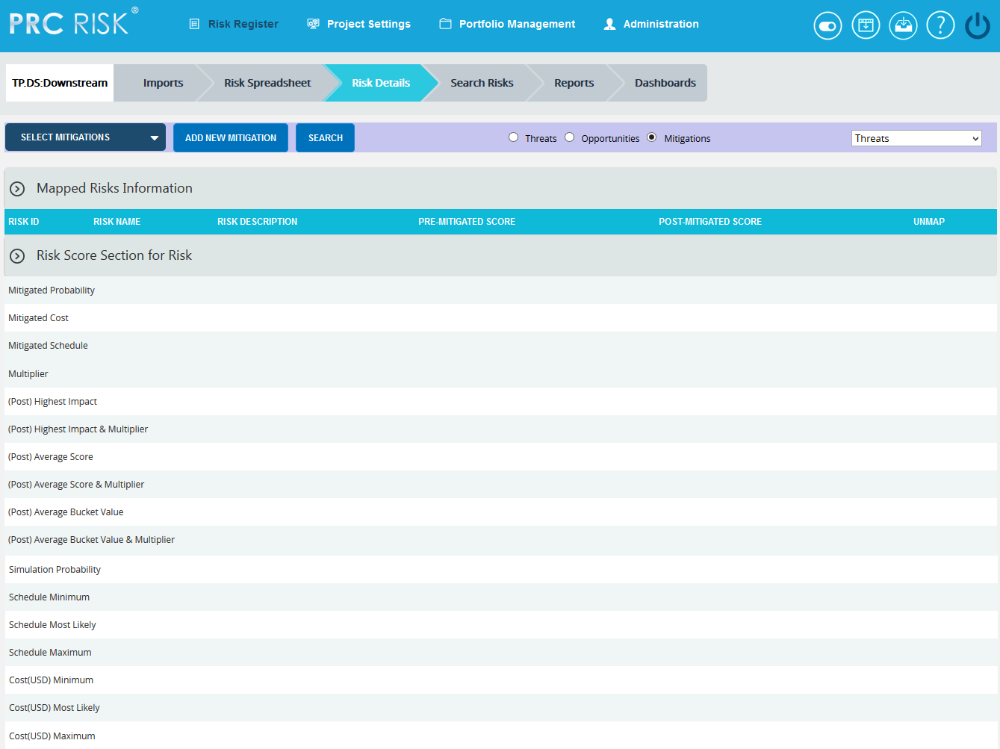 PRC RISK®
Risk Register
Project Settings
Portfolio Management
Administration
?
TP.DS:Downstream
Imports
Risk Spreadsheet
Risk Details
Search Risks
Reports
Dashboards
SELECT MITIGATIONS
ADD NEW MITIGATION
SEARCH
Threats
Opportunities
Mitigations
Threats
Mapped Risks Information
RISK ID
RISK NAME
RISK DESCRIPTION
PRE-MITIGATED SCORE
POST-MITIGATED SCORE
UNMAP
Risk Score Section for Risk
Mitigated Probability
Mitigated Cost
Mitigated Schedule
Multiplier
(Post) Highest Impact
(Post) Highest Impact & Multiplier
(Post) Average Score
(Post) Average Score & Multiplier
(Post) Average Bucket Value
(Post) Average Bucket Value & Multiplier
Simulation Probability
Schedule Minimum
Schedule Most Likely
Schedule Maximum
Cost(USD) Minimum
Cost(USD) Most Likely
Cost(USD) Maximum